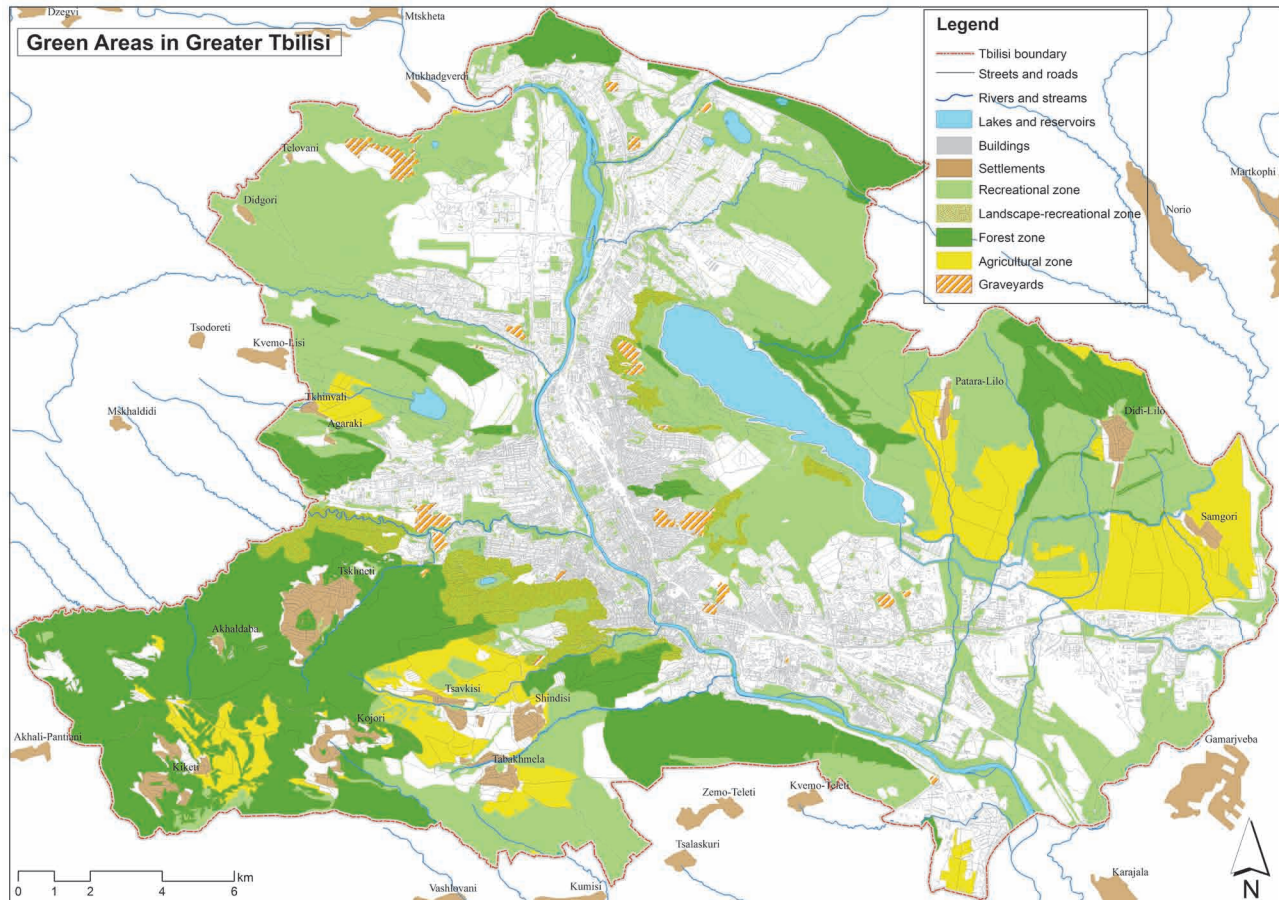 Dzegvi
Mtskheta
Green Areas in Greater Tbilisi
Mukhadgverdi
Legend
Tbilisi boundary
Streets and roads
Rivers and streams
Lakes and reservoirs
Buildings
Settlements
Recreational zone
Landscape-recreational zone
Forest zone
Agricultural zone
Graveyards
Telovani
Didgori
Martkophi
Norio
Tsodoreti
Kvemo-Lisi
Tkhinvali
Mskhaldidi
Agaraki
Patara-Lilo
Didi-Lilo
Samgori
Tskhneti
Akhaldaba
Tsavkisi
Shindisi
Kojori
Akhali-Pantiani
Kiketi
Tabakhmela
Gamarjveba
Zemo-Teleti
Kvemo-Teleti
Tsalaskuri
Karajala
Vashlovani
Kumisi
km
0 1 2 4 6
N